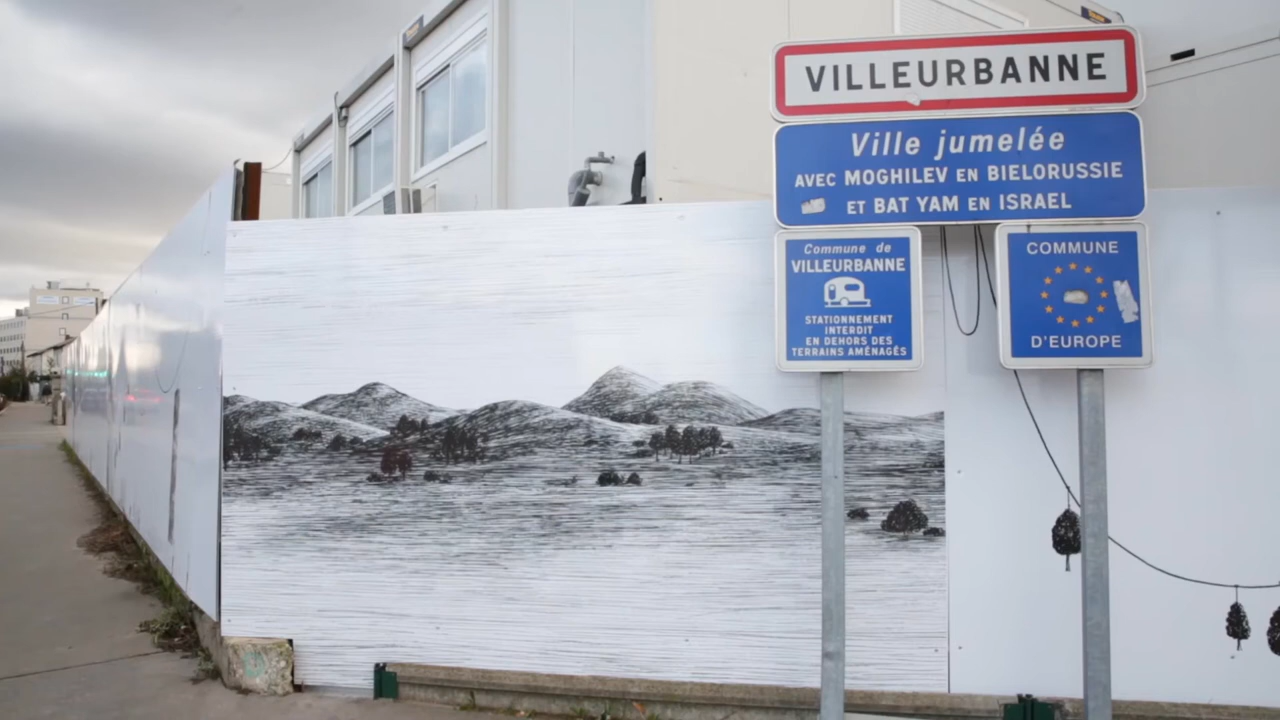 VILLEURBANNE
Ville jumelée
AVEC MOGHILEV EN BIELORUSSIE
ET BAT YAM EN ISRAEL
Commune de
VILLEURBANNE
STATIONNEMENT
INTERDIT
EN DEHORS DES
TERRAINS AMÉNAGÉS
COMMUNE
D'EUROPE